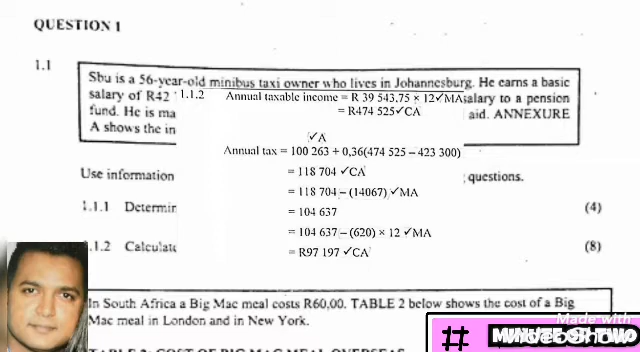 QUESTION 1
1.1
Sbu is a 56-year-old minibus taxi owner who lives in Johannesburg. He earns a basic
salary of R42
salary to a pension
fund. He is ma
aid. ANNEXURE
A shows the in
1.1.2 Annual taxable income = R 39 543,75 × 12✓MA
= R474 525✓CA
✓A
Annual tax = 100 263 + 0,36(474 525 – 423 300)
= 118 704 ✓CA
= 118 704 – (14067) ✓MA
= 104 637
= 104 637 – (620) × 12 ✓MA
= R97 197 ✓CA
Use information
questions.
1.1.1 Determin
(4)
1.1.2 Calculate
(8)
In South Africa a Big Mac meal costs R60,00. TABLE 2 below shows the cost of a Big
Mac meal in London and in New York.
Made with
VideoShow
#